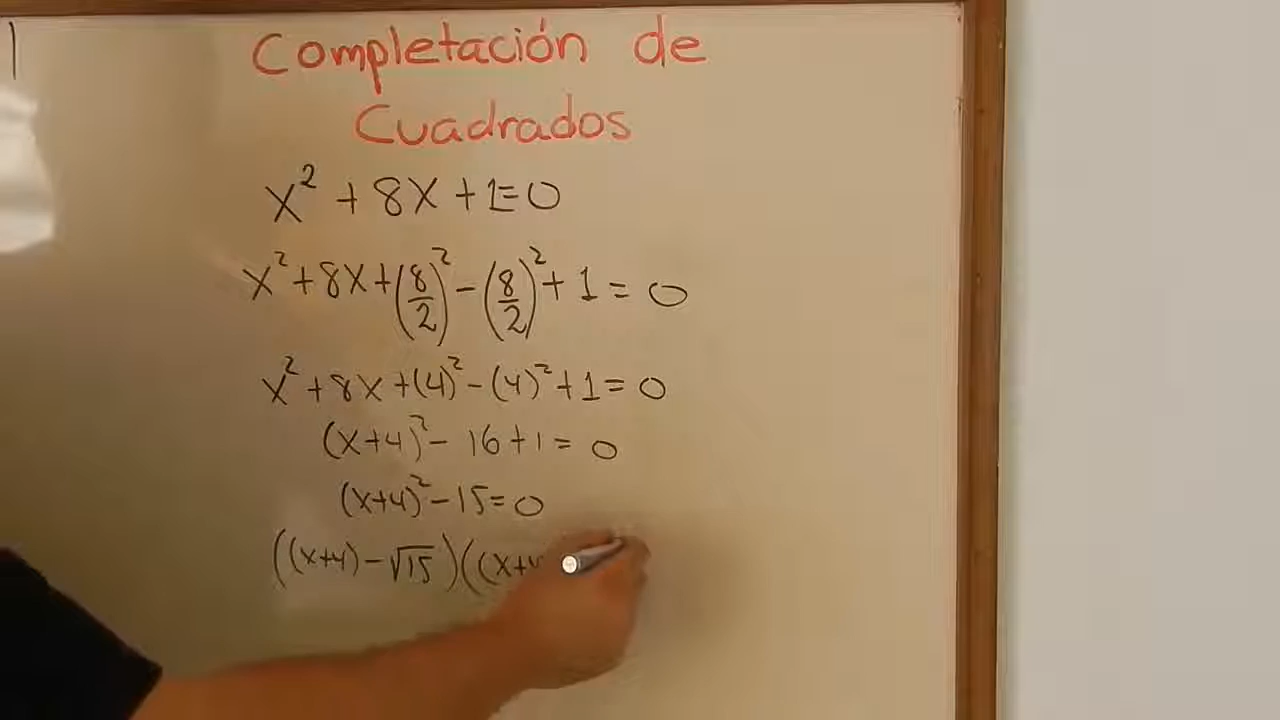 Completación de
Cuadrados
x² + 8x + 1 = 0
x² + 8x + (8/2)² - (8/2)² + 1 = 0
x² + 8x + (4)² - (4)² + 1 = 0
(x+4)² - 16 + 1 = 0
(x+4)² - 15 = 0
((x+4) - √15)((x+